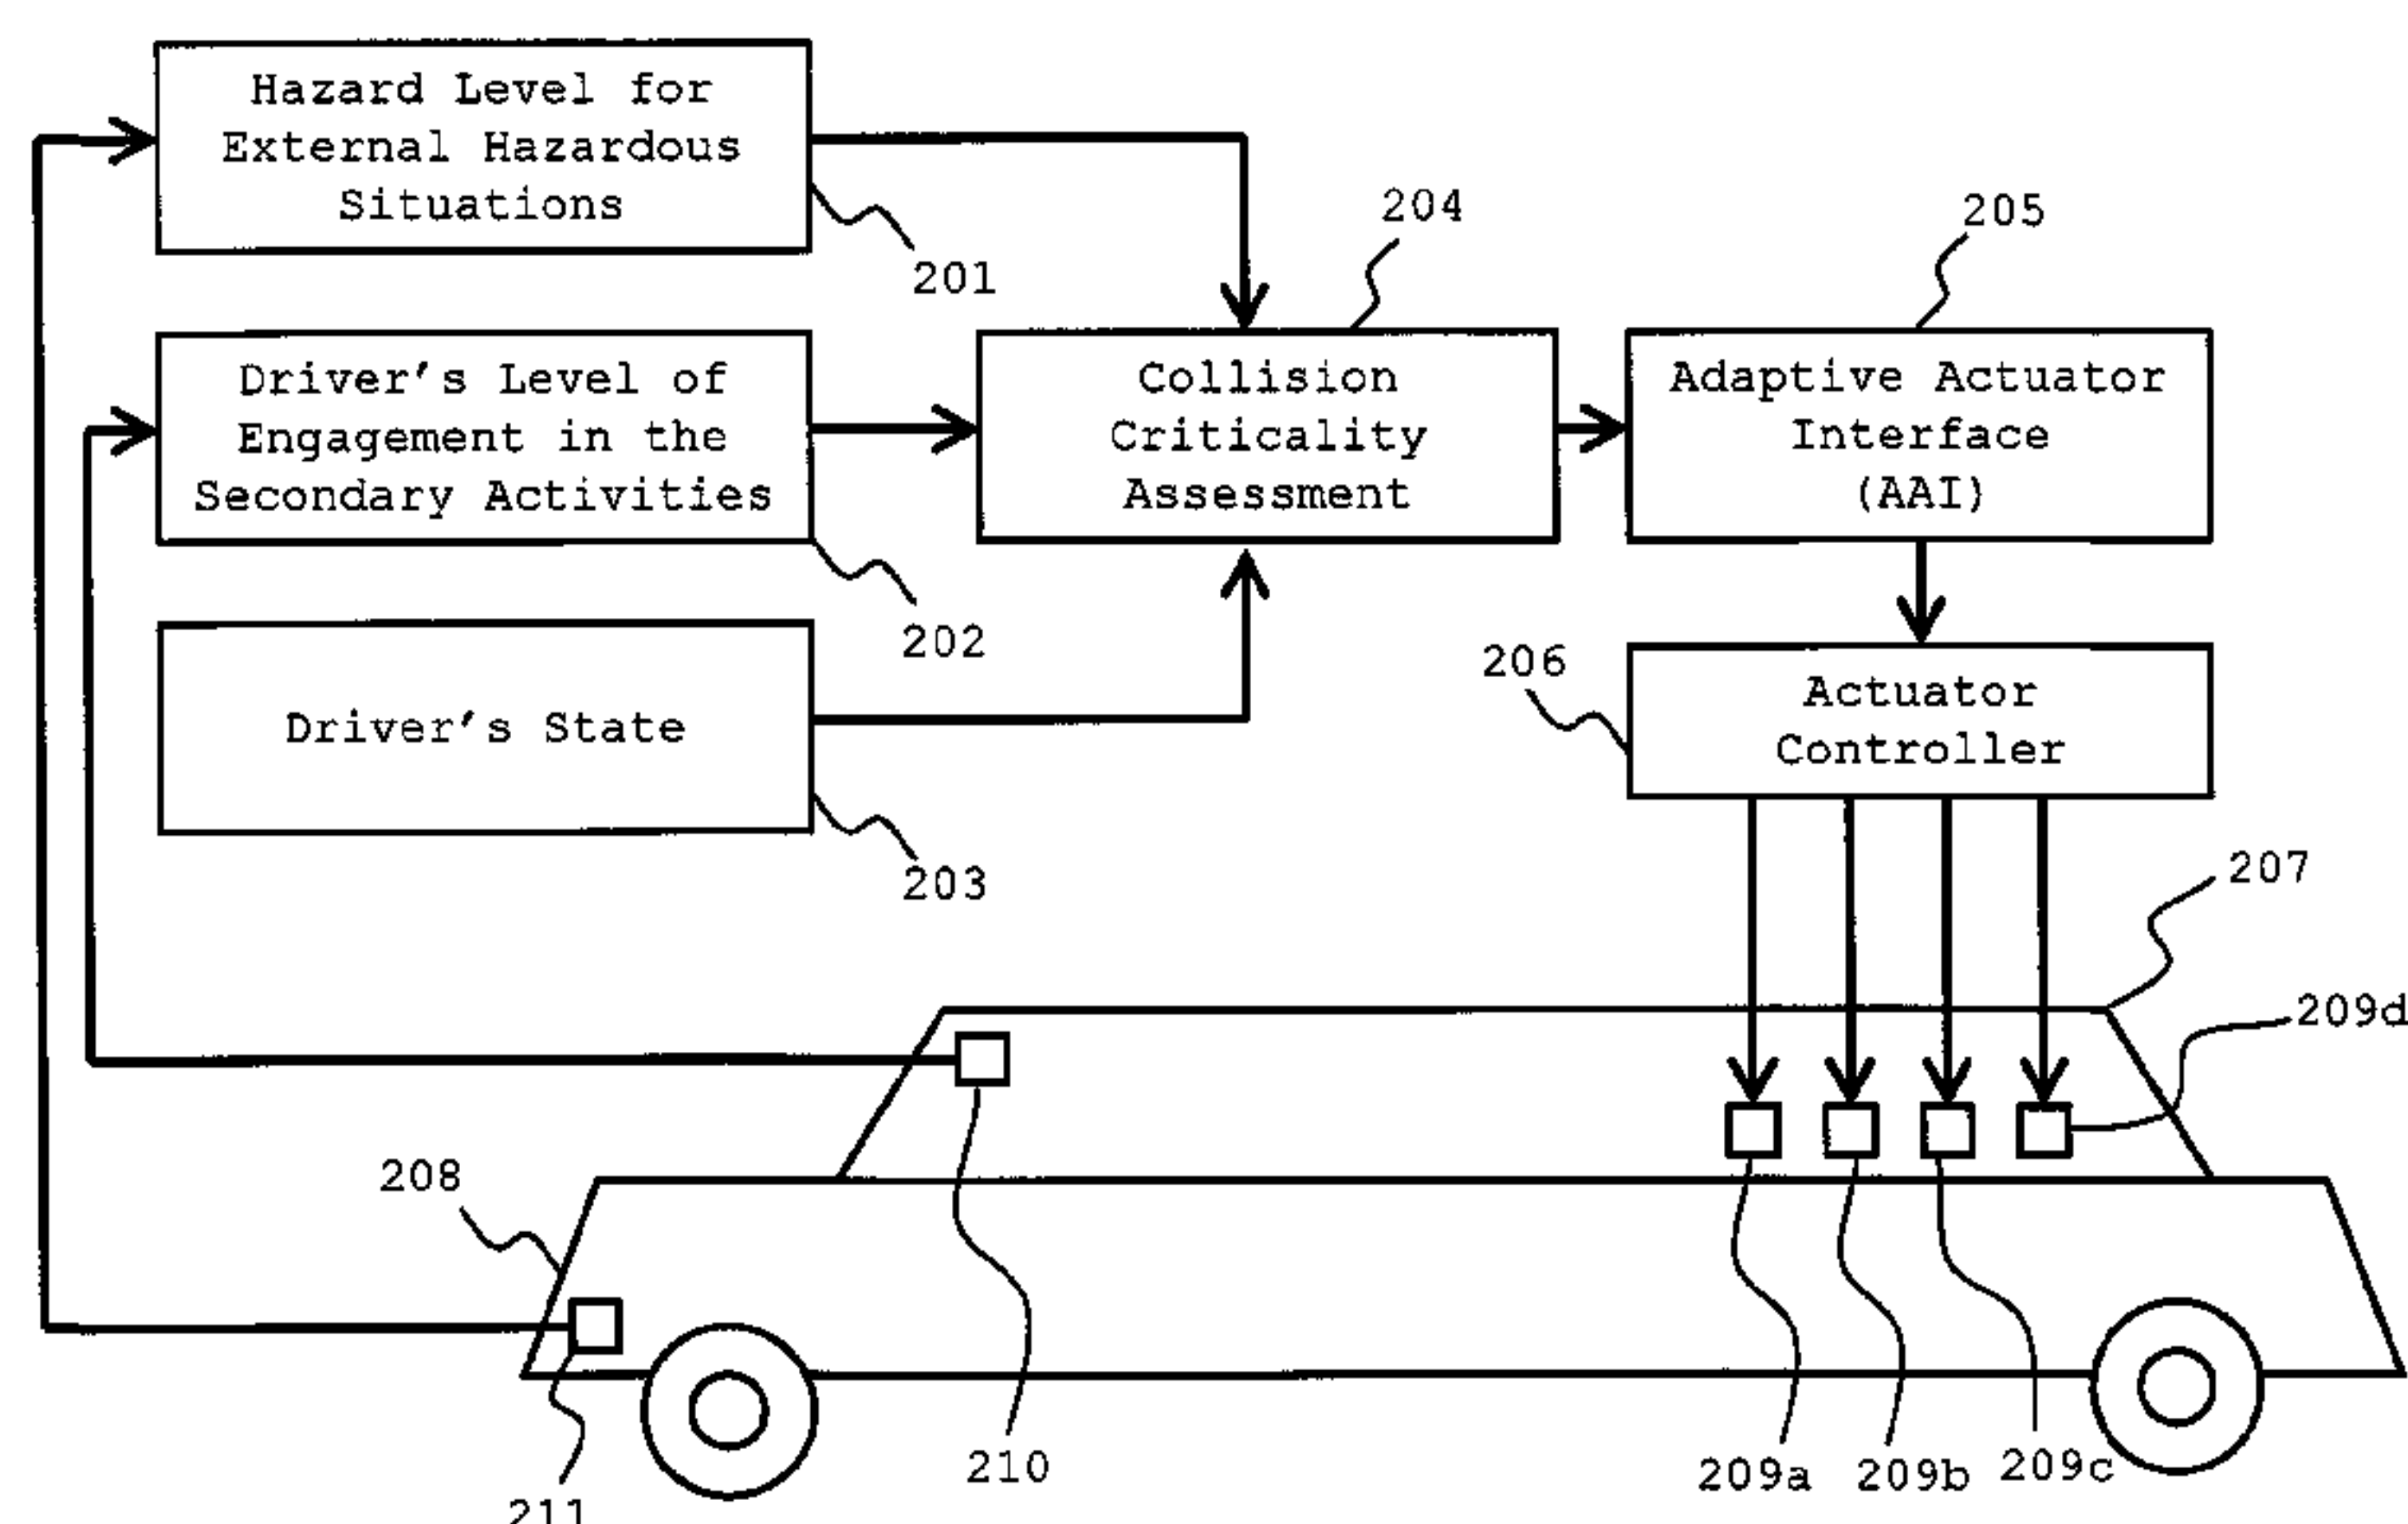 Hazard Level for
External Hazardous
Situations
201
204
205
Driver's Level of
Engagement in the
Secondary Activities
202
Collision
Criticality
Assessment
Adaptive Actuator
Interface
(AAI)
Driver's State
203
206
Actuator
Controller
207
209d
208
210
209a
209b
209c
211